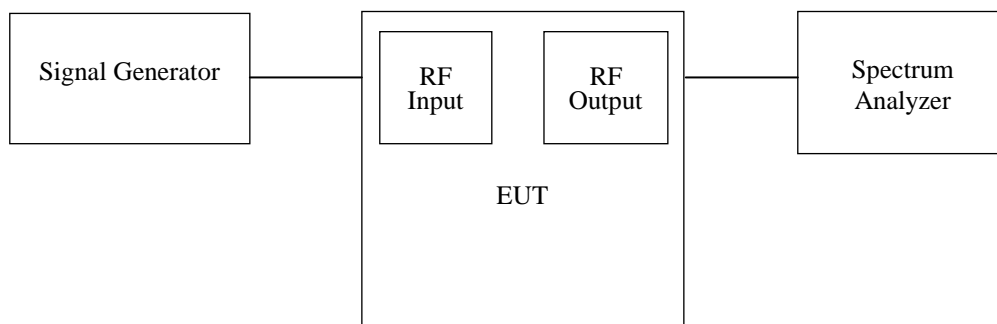 Signal Generator
RF
Input
RF
Output
Spectrum
Analyzer
EUT